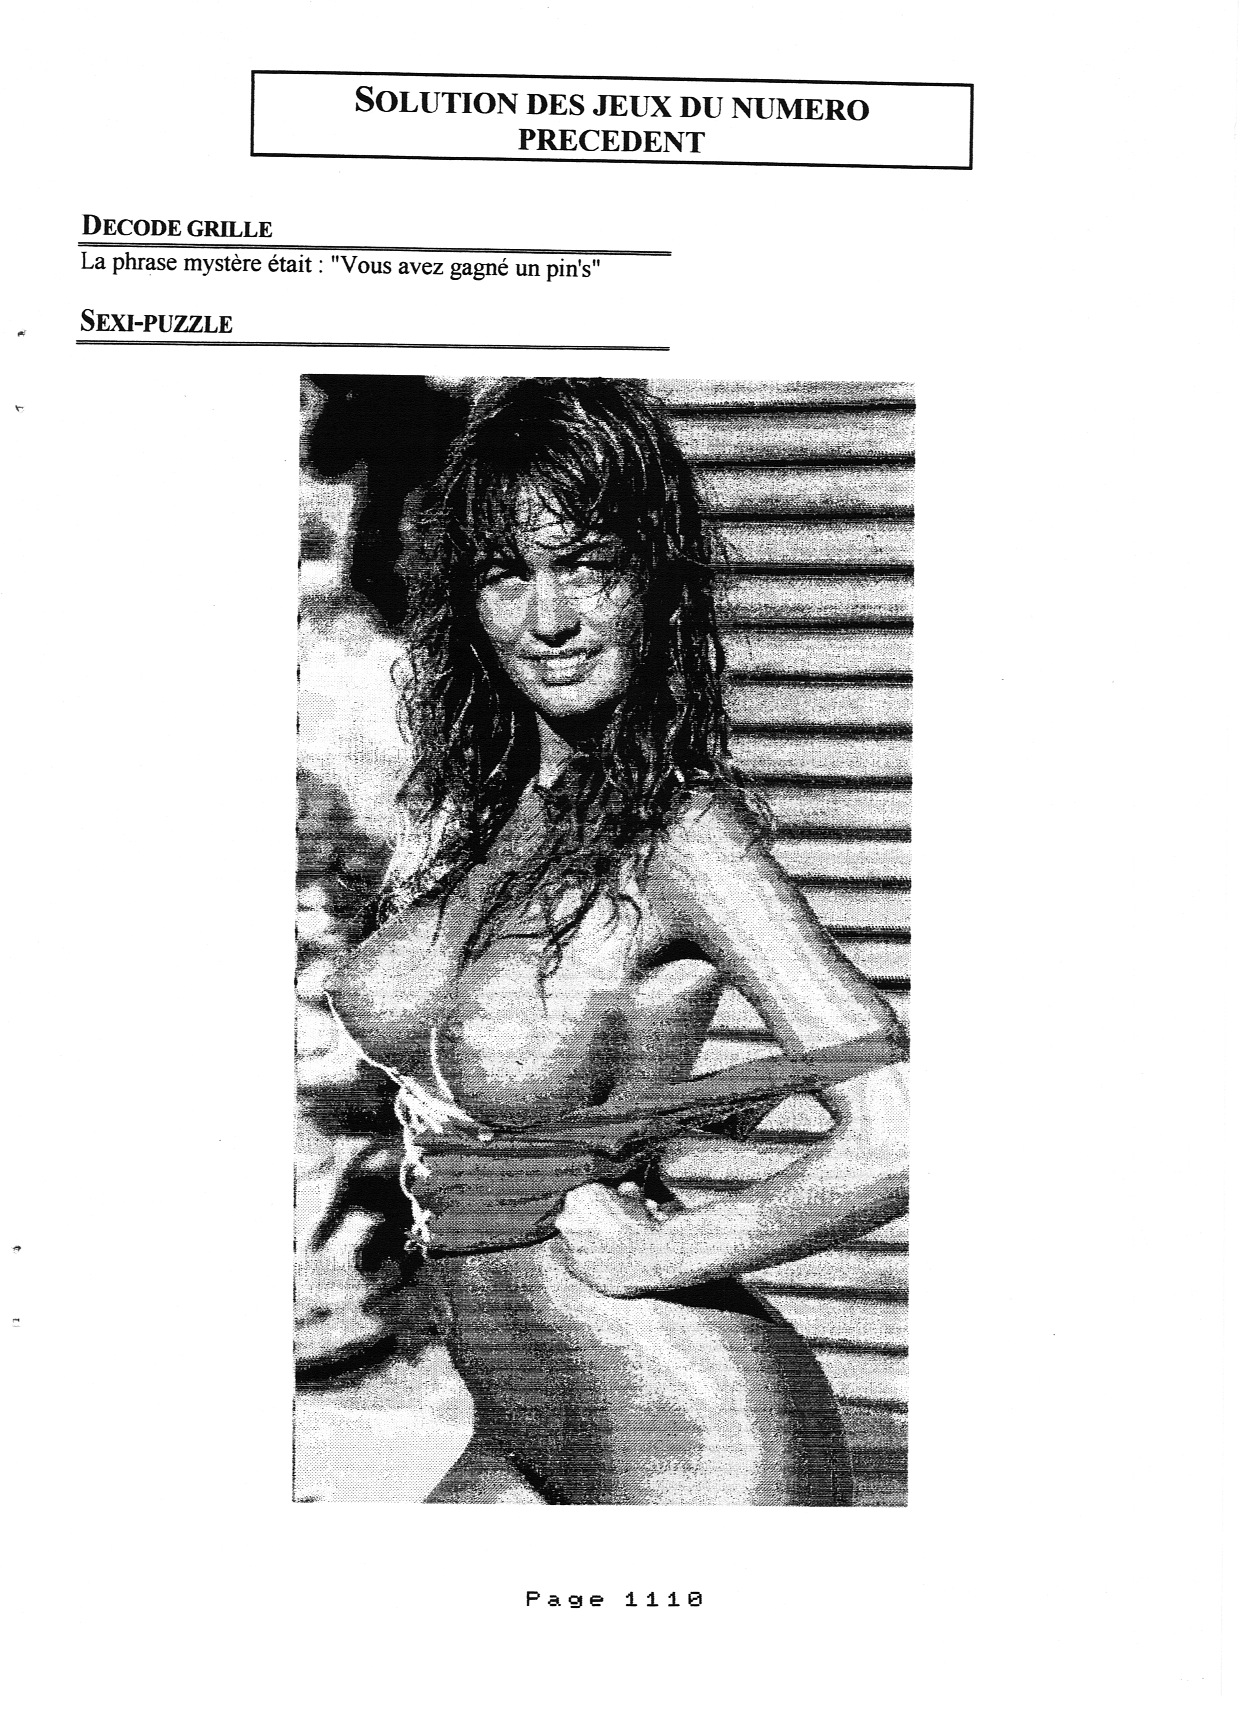 SOLUTION DES JEUX DU NUMERO
PRECEDENT
DECODE GRILLE
La phrase mystère était : "Vous avez gagné un pin's"
SEXI-PUZZLE
Page 1110